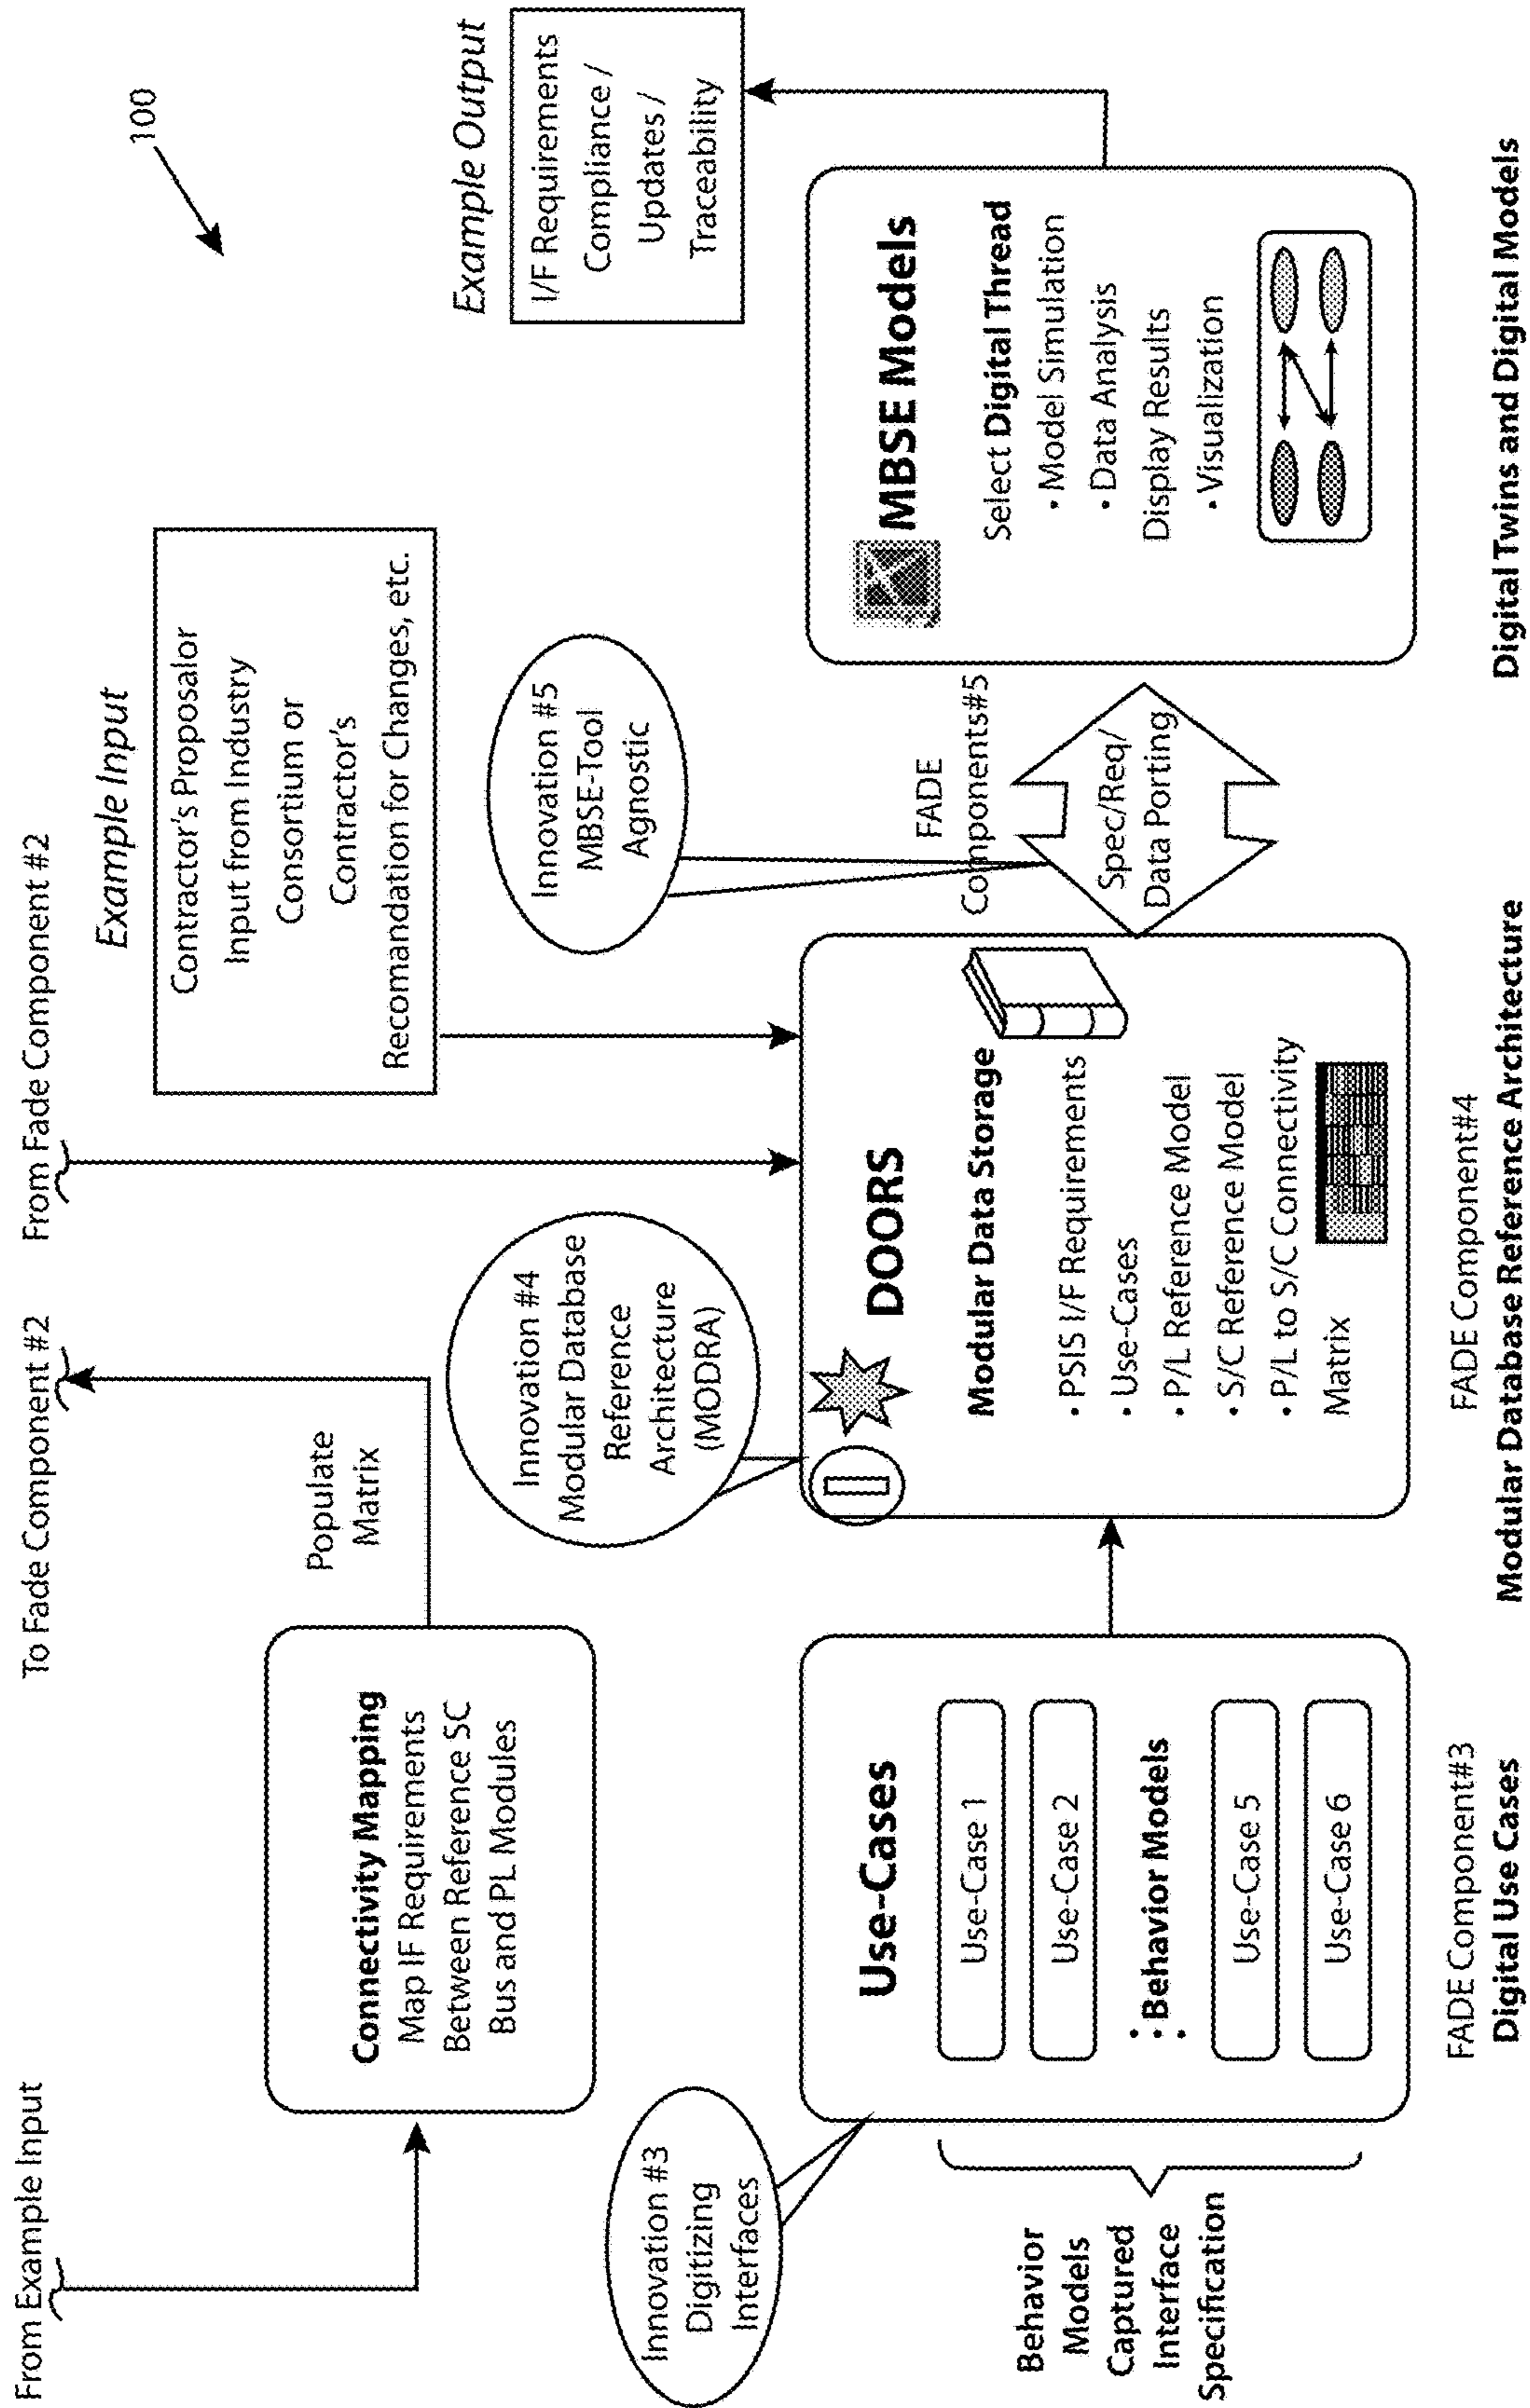 From Example Input
To Fade Component #2
From Fade Component #2
100
Connectivity Mapping
Map IF Requirements
Between Reference SC
Bus and PL Modules
Populate
Matrix
Example Input
Contractor's Proposalor
Input from Industry
Consortium or
Contractor's
Recomandation for Changes, etc.
Example Output
I/F Requirements
Compliance /
Updates /
Traceability
Innovation #3
Digitizing
Interfaces
Innovation #4
Modular Database
Reference
Architecture
(MODRA)
Innovation #5
MBSE-Tool
Agnostic
Behavior
Models
Captured
Interface
Specification
Use-Cases
Use-Case 1
Use-Case 2
• Behavior Models
Use-Case 5
Use-Case 6
FADE Component#3
Digital Use Cases
DOORS
Modular Data Storage
• PSIS I/F Requirements
• Use-Cases
• P/L Reference Model
• S/C Reference Model
• P/L to S/C Connectivity
Matrix
FADE Component#4
Modular Database Reference Architecture
FADE
Components#5
Spec/Req/
Data Porting
MBSE Models
Select Digital Thread
• Model Simulation
• Data Analysis
Display Results
• Visualization
Digital Twins and Digital Models